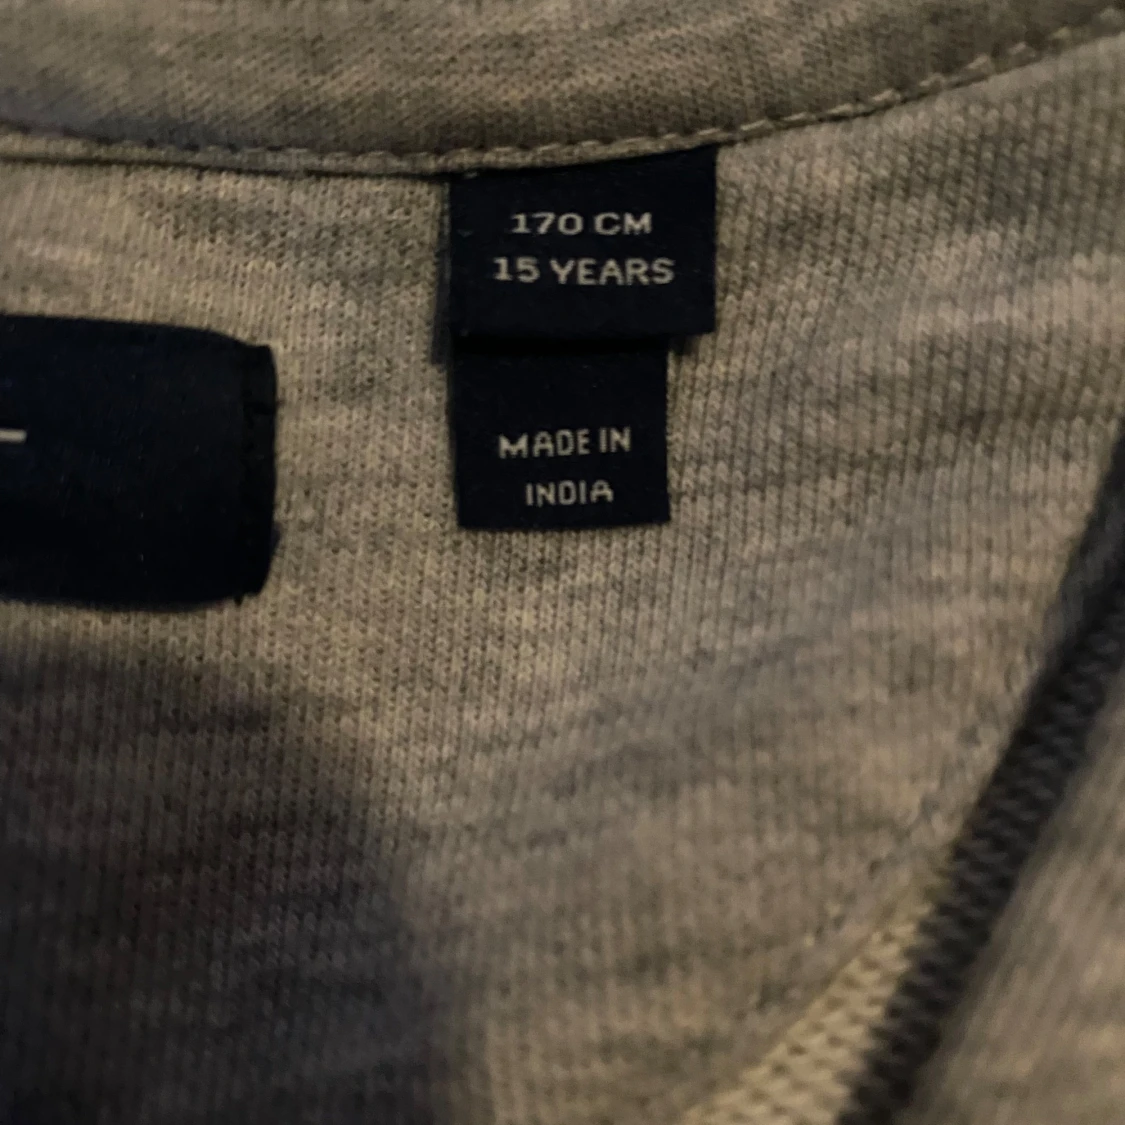 170 CM
15 YEARS
MADE IN
INDIA